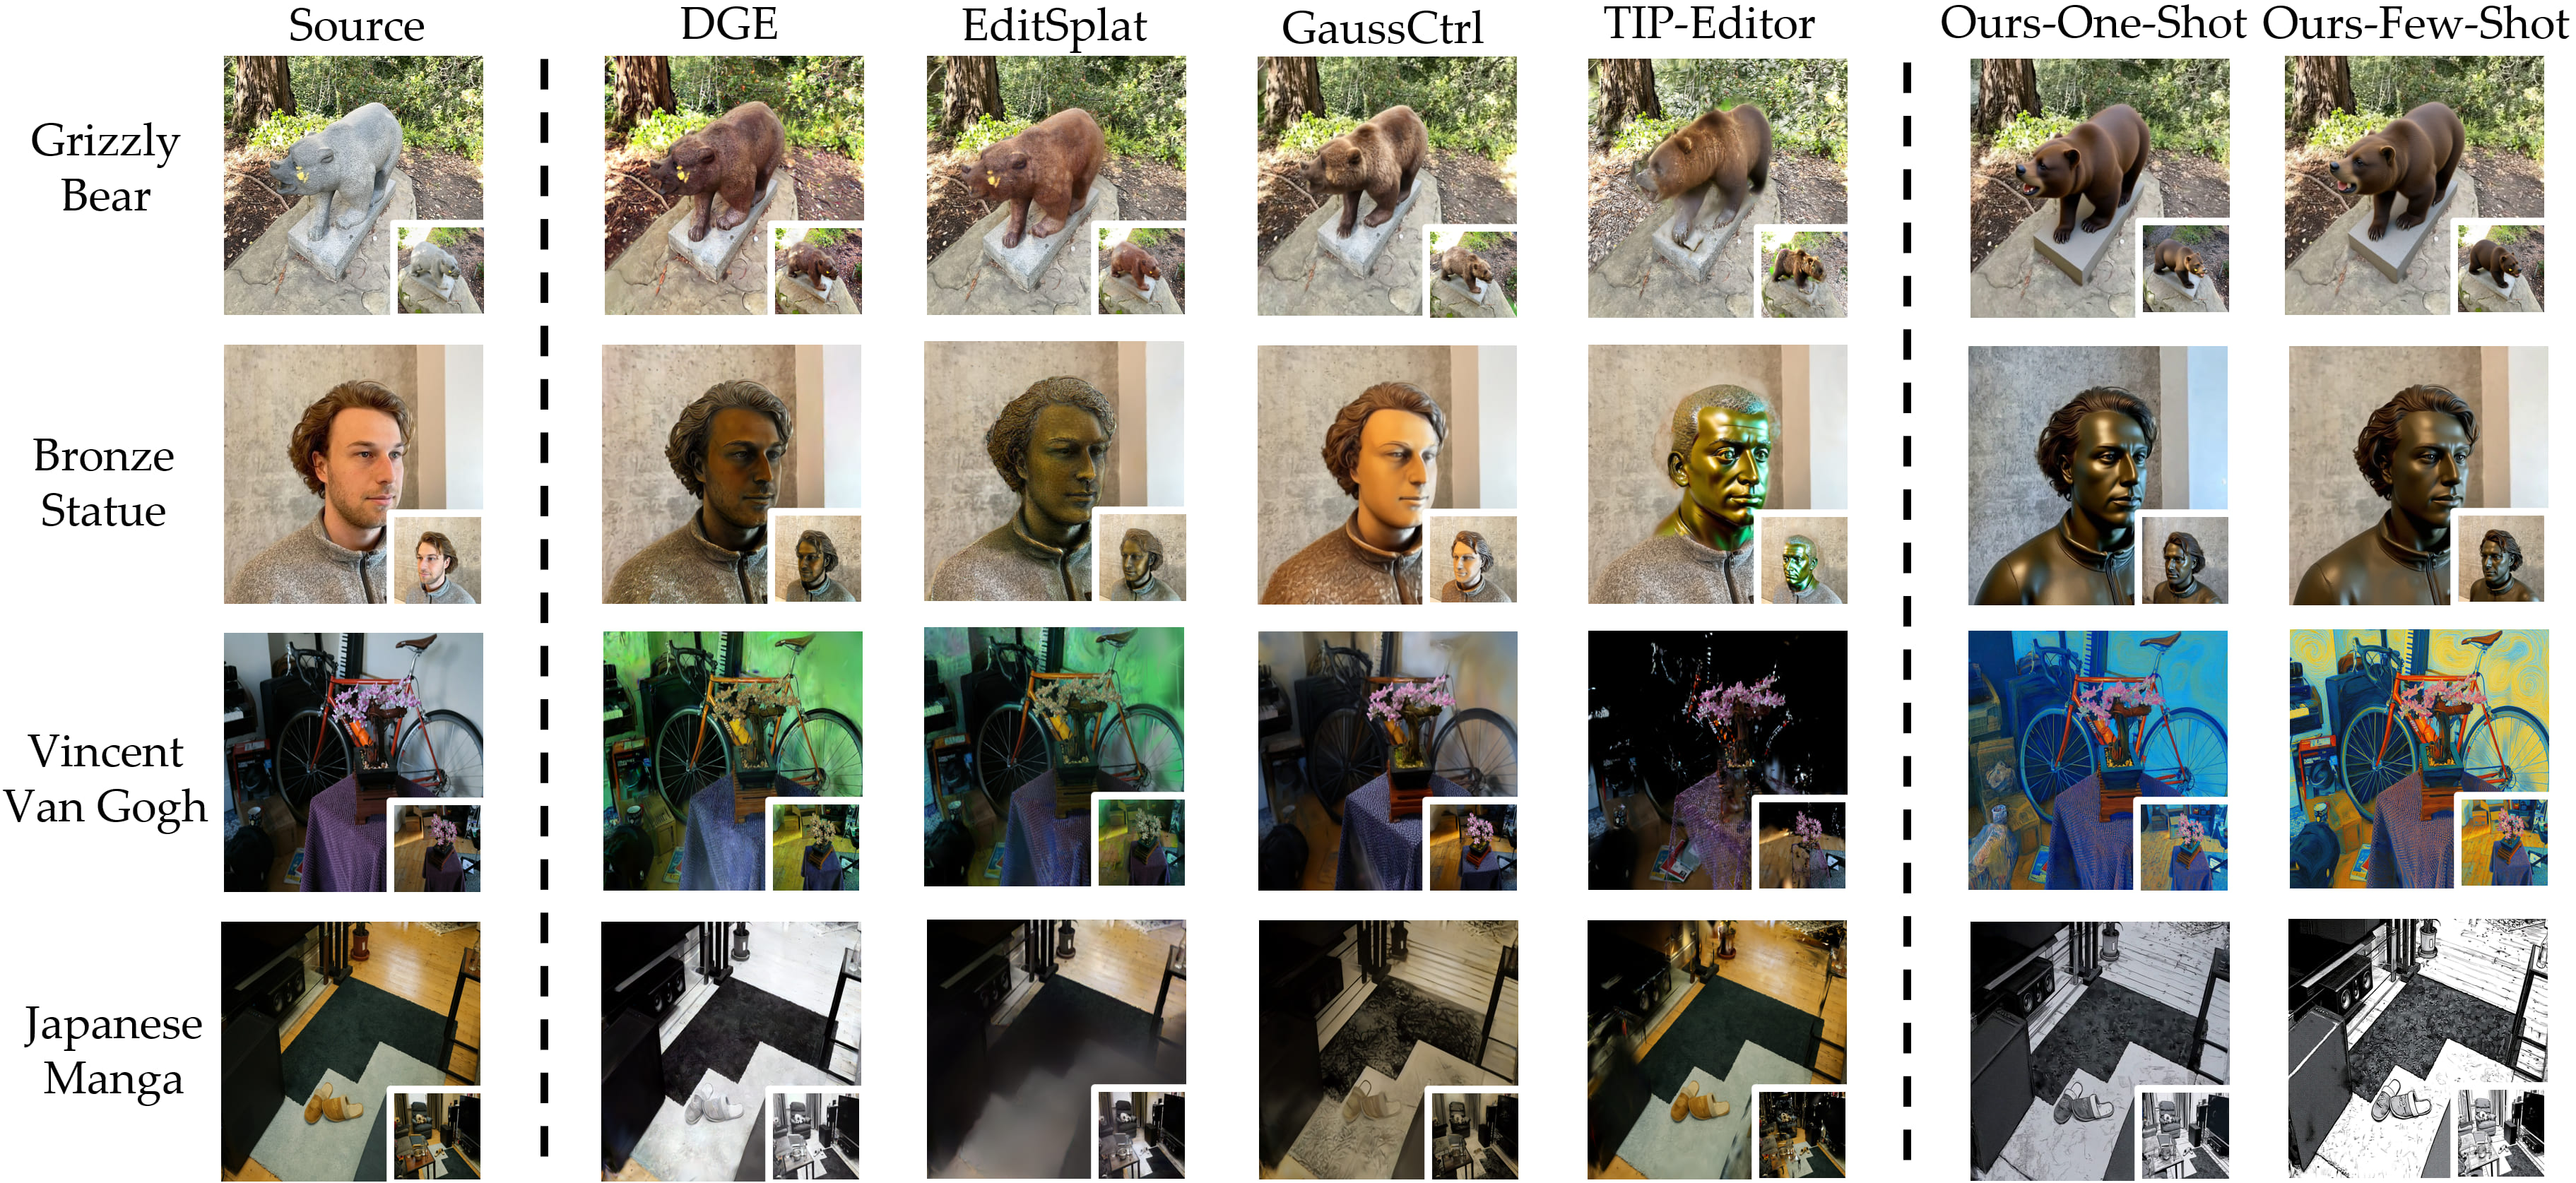 Source DGE EditSplat GaussCtrl TIP-Editor Ours-One-Shot Ours-Few-Shot
Grizzly
Bear
Bronze
Statue
Vincent
Van Gogh
Japanese
Manga